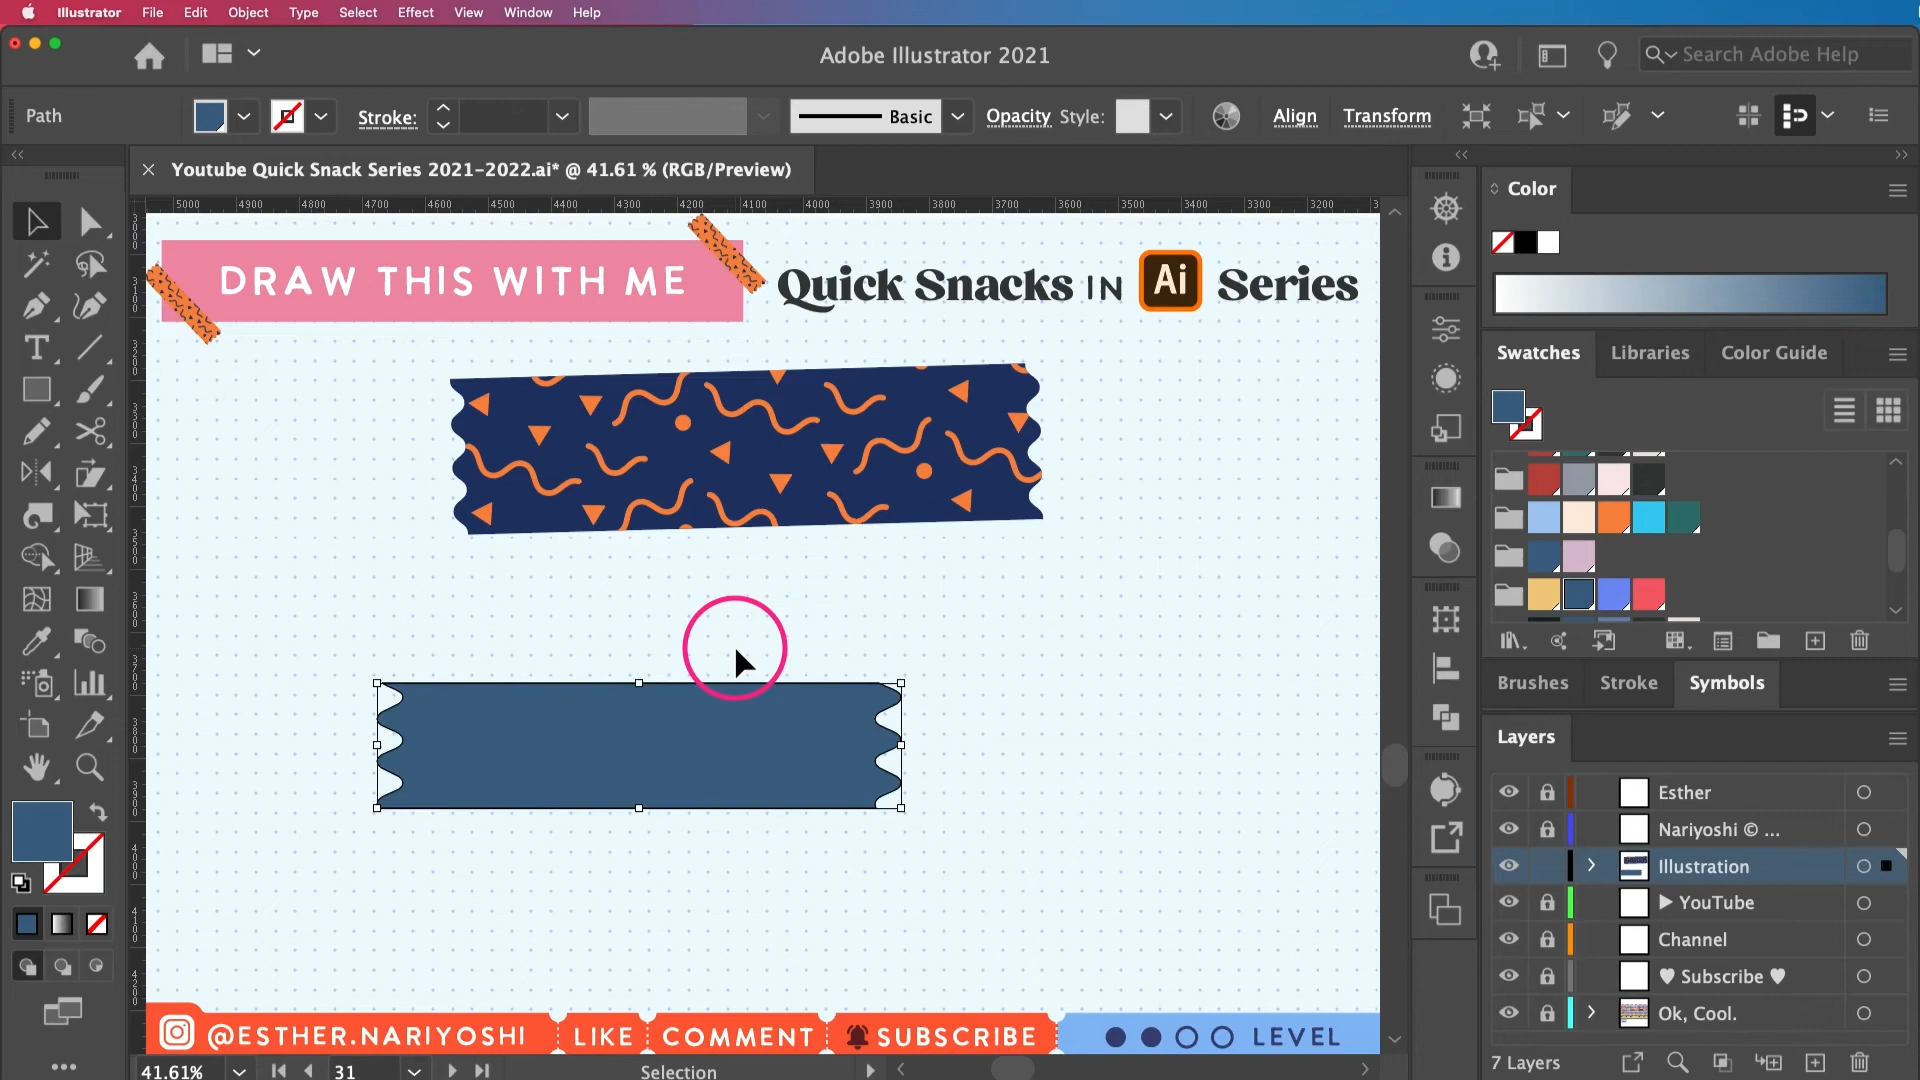 Illustrator File Edit Object Type Select Effect View Window Help
Adobe Illustrator 2021
Search Adobe Help
Path
Stroke:
Basic
Opacity Style:
Align
Transform
× Youtube Quick Snack Series 2021-2022.ai* @ 41.61 % (RGB/Preview)
5000 4900 4800 4700 4600 4500 4400 4300 4200 4100 4000 3900 3800 3700 3600 3500 3400 3300 3200
DRAW THIS WITH ME
Quick Snacks IN Ai Series
Color
Swatches Libraries Color Guide
Brushes Stroke Symbols
Layers
Esther
Nariyoshi © ...
Illustration
▶ YouTube
Channel
♥ Subscribe ♥
Ok, Cool.
7 Layers
@ESTHER.NARIYOSHI LIKE COMMENT SUBSCRIBE LEVEL
41.61% 31 Selection